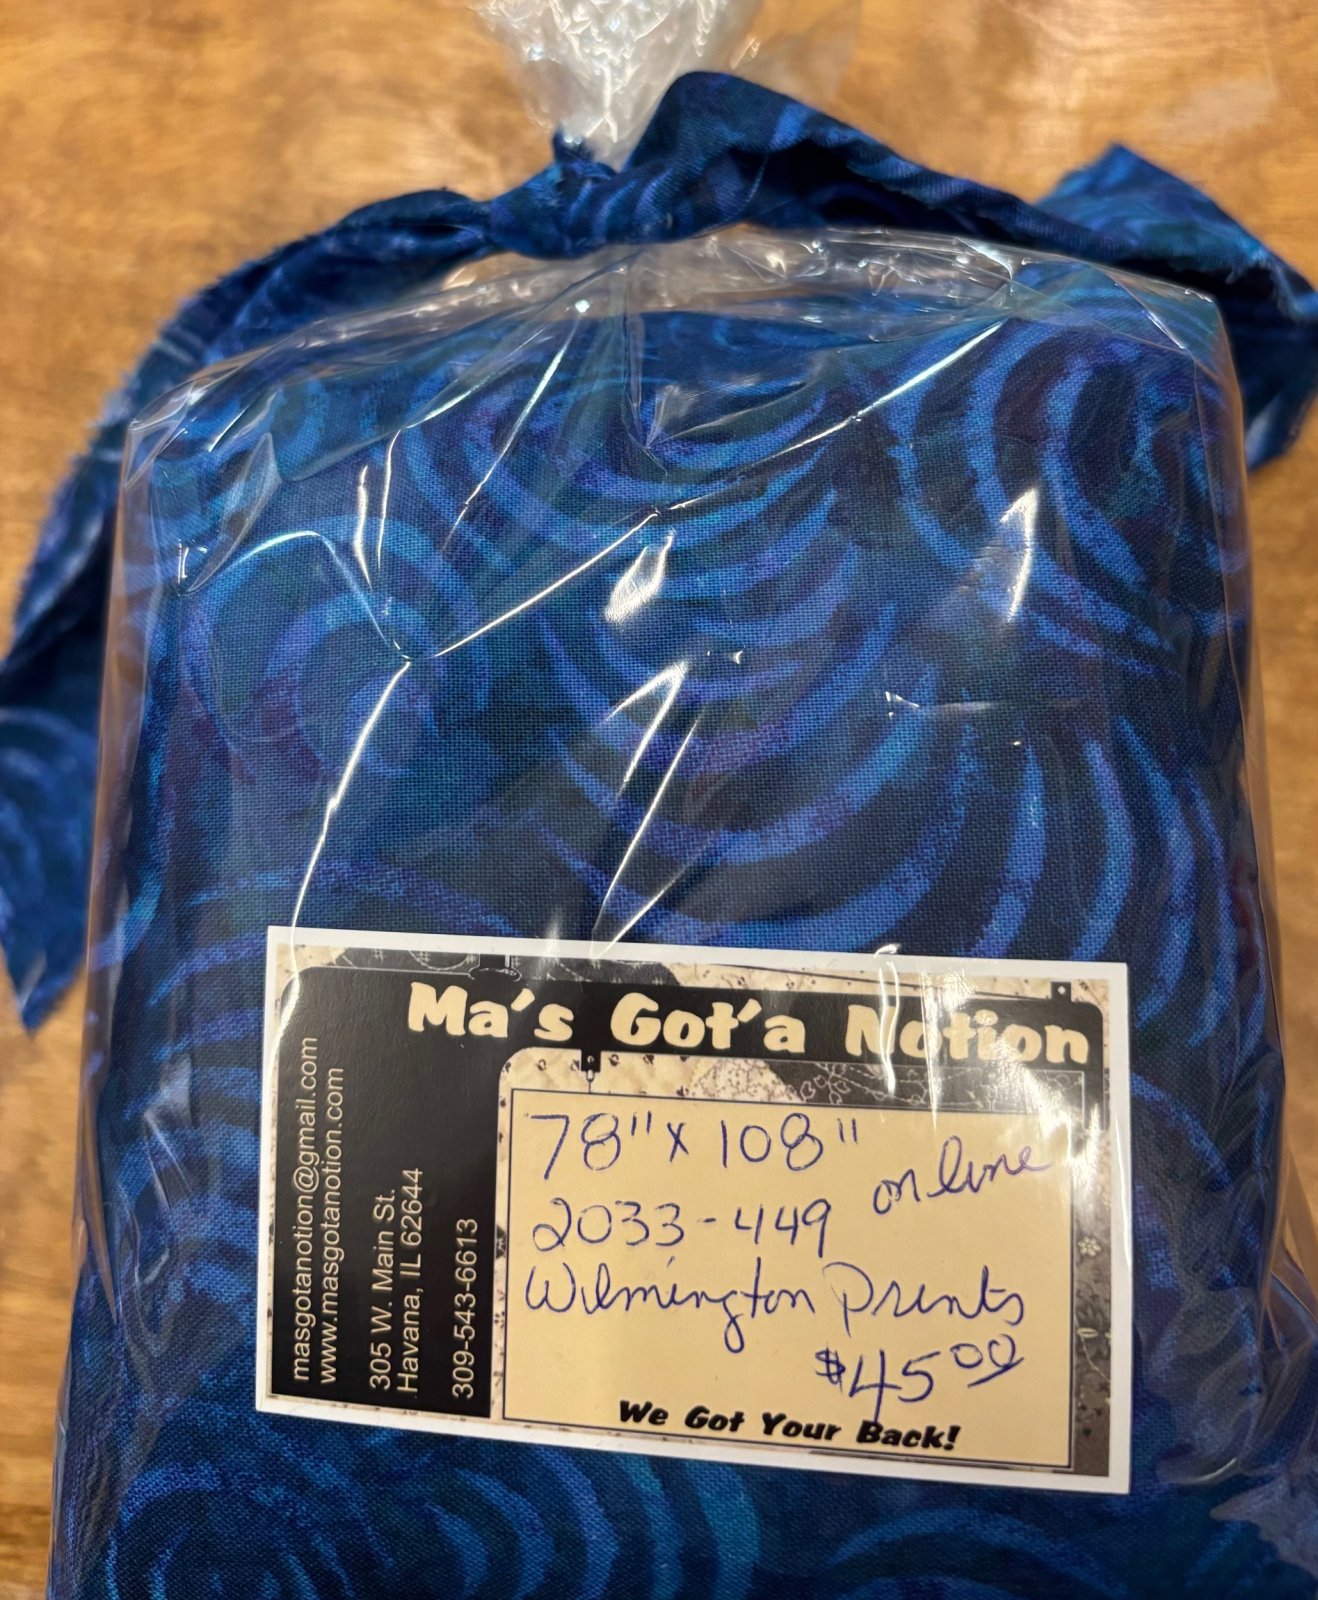 Ma's Got'a Notion
masgotanotion@gmail.com
www.masgotanotion.com
305 W. Main St.
Havana, IL 62644
309-543-6613
78" x 108"
online
2033-449
Wilmington Prints
$45.00
We Got Your Back!